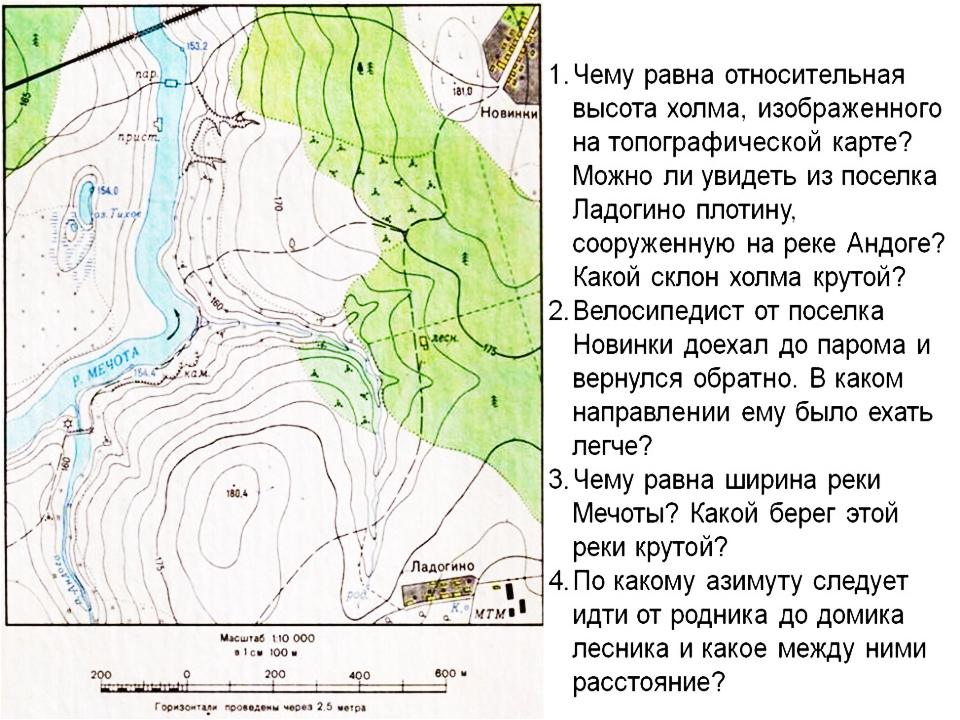 1. Чему равна относительная
высота холма, изображенного
на топографической карте?
Можно ли увидеть из поселка
Ладогино плотину,
сооруженную на реке Андоге?
Какой склон холма крутой?
2. Велосипедист от поселка
Новинки доехал до парома и
вернулся обратно. В каком
направлении ему было ехать
легче?
3. Чему равна ширина реки
Мечоты? Какой берег этой
реки крутой?
4. По какому азимуту следует
идти от родника до домика
лесника и какое между ними
расстояние?
153,2
пар.
165
181,0
Новинки
прист.
154,0
оз. Тихое
170
160
лесн.
175
Р. МЕЧОТА
154,4
кам.
160
180,4
175
р. Андога
Ладогино
род.
К.
МТМ
Масштаб 1:10 000
в 1 см 100 м
200 0 200 400 600 м
Горизонтали проведены через 2,5 метра